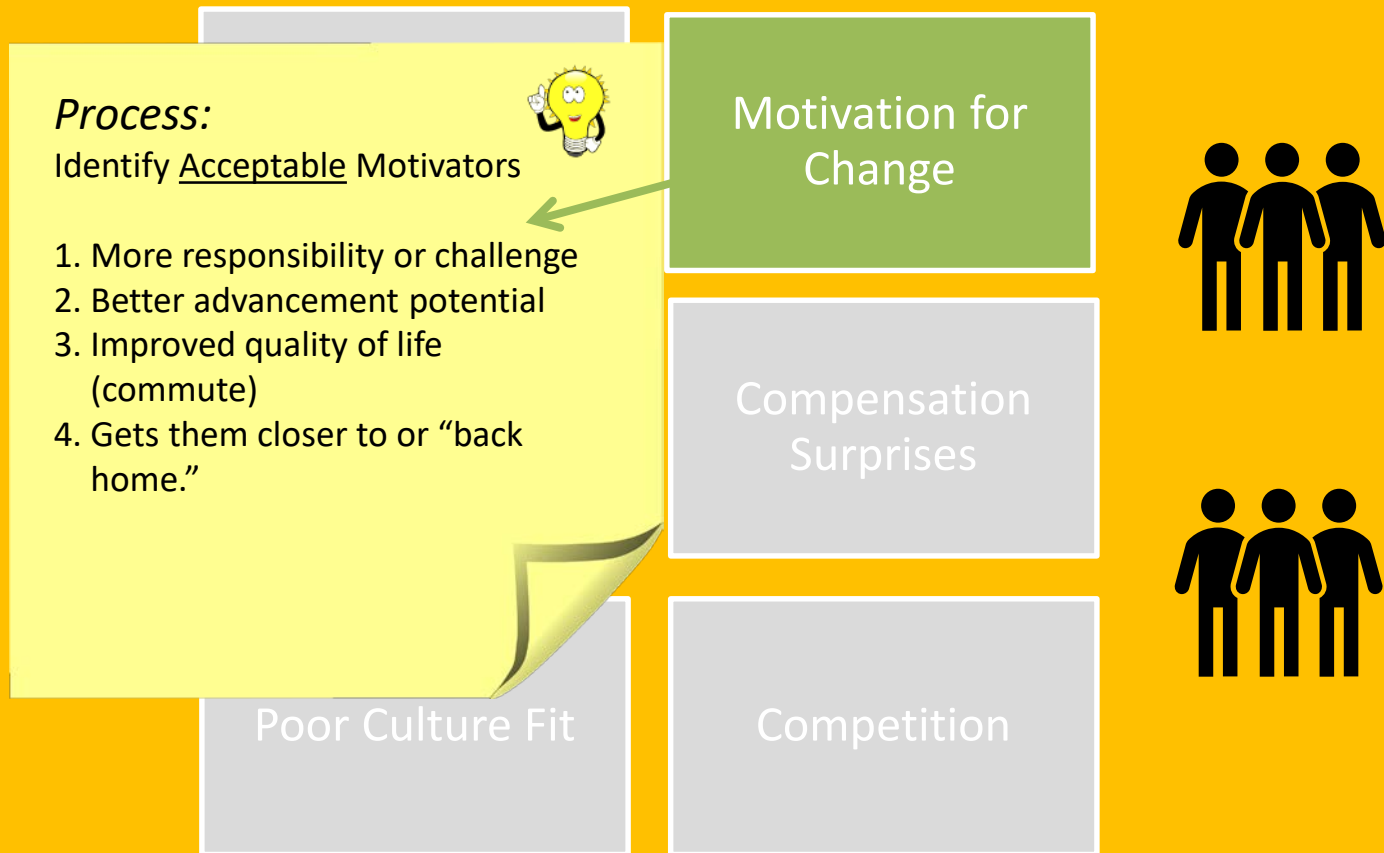 Process:
Identify Acceptable Motivators
1. More responsibility or challenge
2. Better advancement potential
3. Improved quality of life
(commute)
4. Gets them closer to or “back
home.”
Motivation for
Change
Compensation
Surprises
Poor Culture Fit
Competition